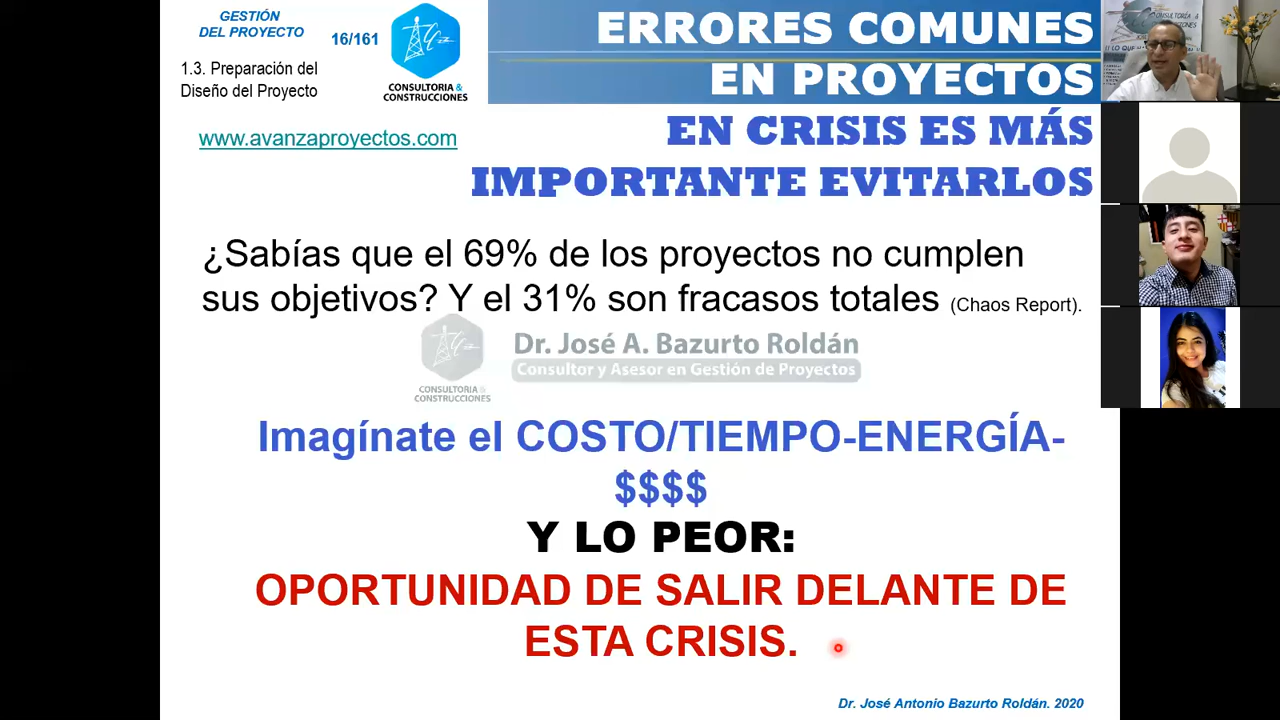 GESTIÓN
DEL PROYECTO
16/161
1.3. Preparación del
Diseño del Proyecto
CONSULTORIA &
CONSTRUCCIONES
ERRORES COMUNES
EN PROYECTOS
www.avanzaproyectos.com
EN CRISIS ES MÁS
IMPORTANTE EVITARLOS
¿Sabías que el 69% de los proyectos no cumplen
sus objetivos? Y el 31% son fracasos totales (Chaos Report).
Dr. José A. Bazurto Roldán
Consultor y Asesor en Gestión de Proyectos
CONSULTORIA &
CONSTRUCCIONES
Imagínate el COSTO/TIEMPO-ENERGÍA-
$$$$
Y LO PEOR:
OPORTUNIDAD DE SALIR DELANTE DE
ESTA CRISIS.
Dr. José Antonio Bazurto Roldán. 2020